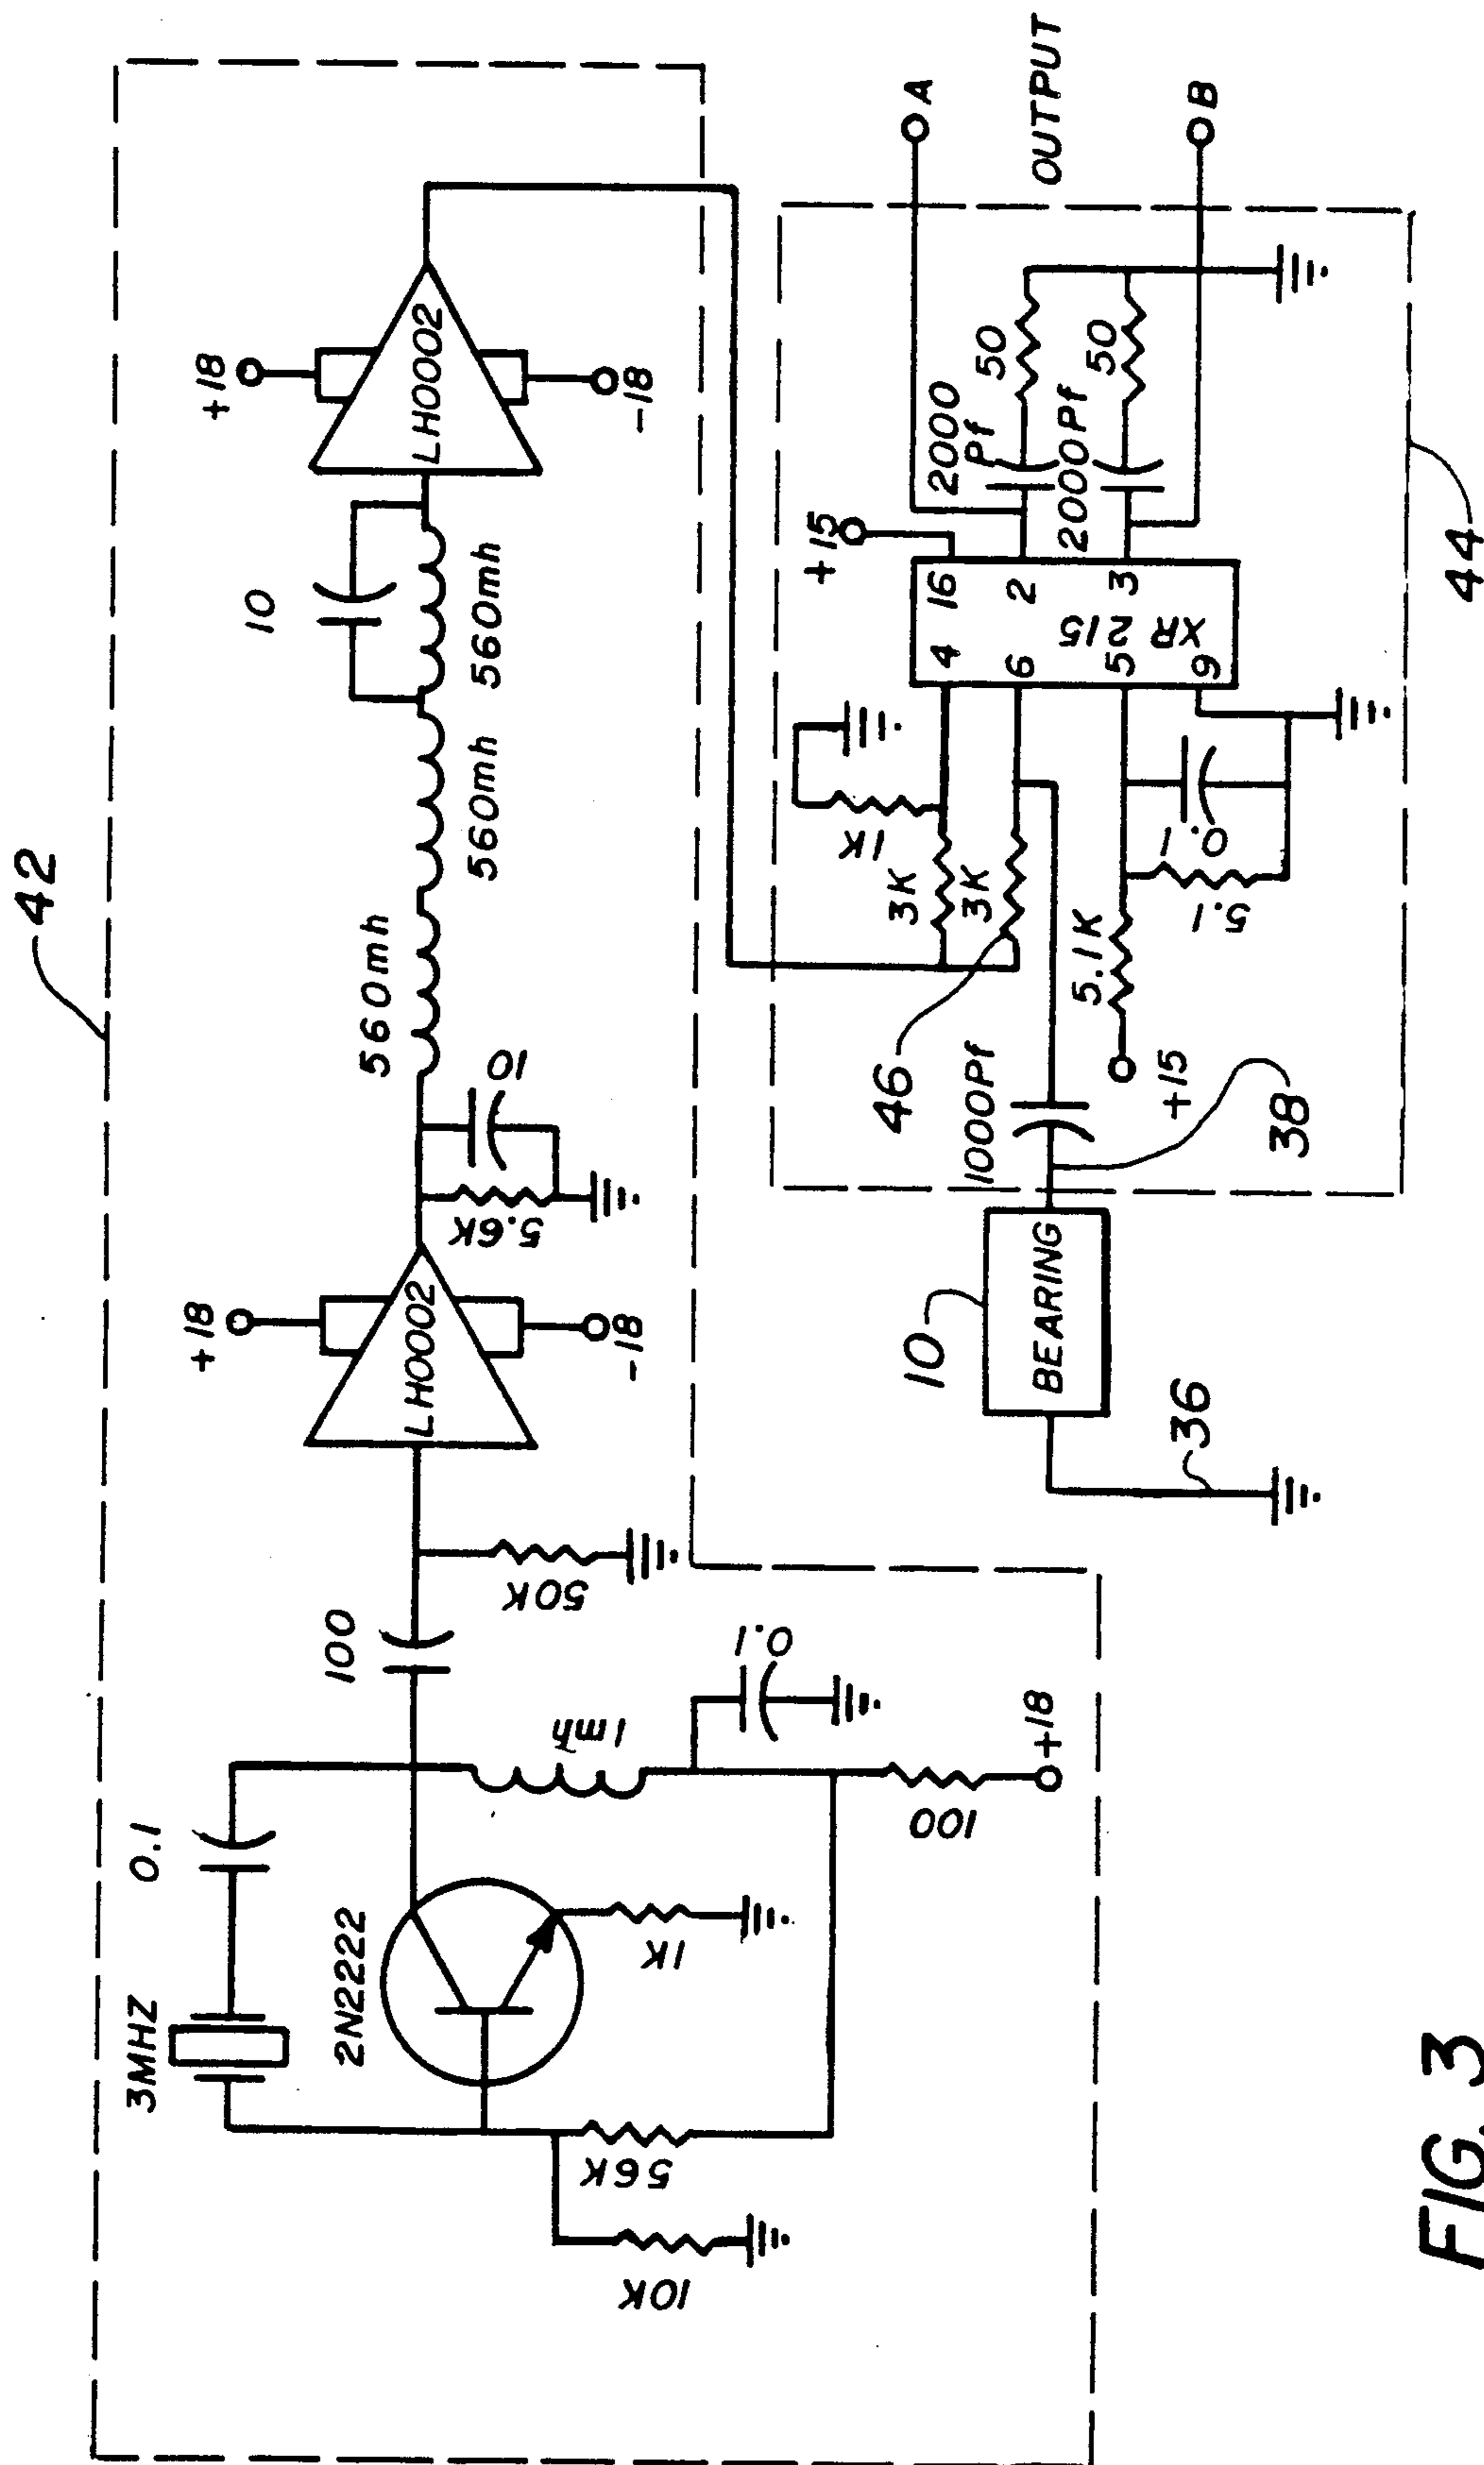 42
+18
+18
10
LH0002
LH0002
-18
-18
560mh
560mh
560mh
10
5.6K
100
50K
0.1
3MHZ
2N2222
1mh
0.1
1K
56K
10K
100
+18
A
OUTPUT
B
+15
2000
Pf
50
2000Pf
50
16
2
3
4
6
5
9
XR 215
1K
3K
3K
46
0.1
5.1
5.1K
+15
1000Pf
38
10
BEARING
36
44
FIG. 3